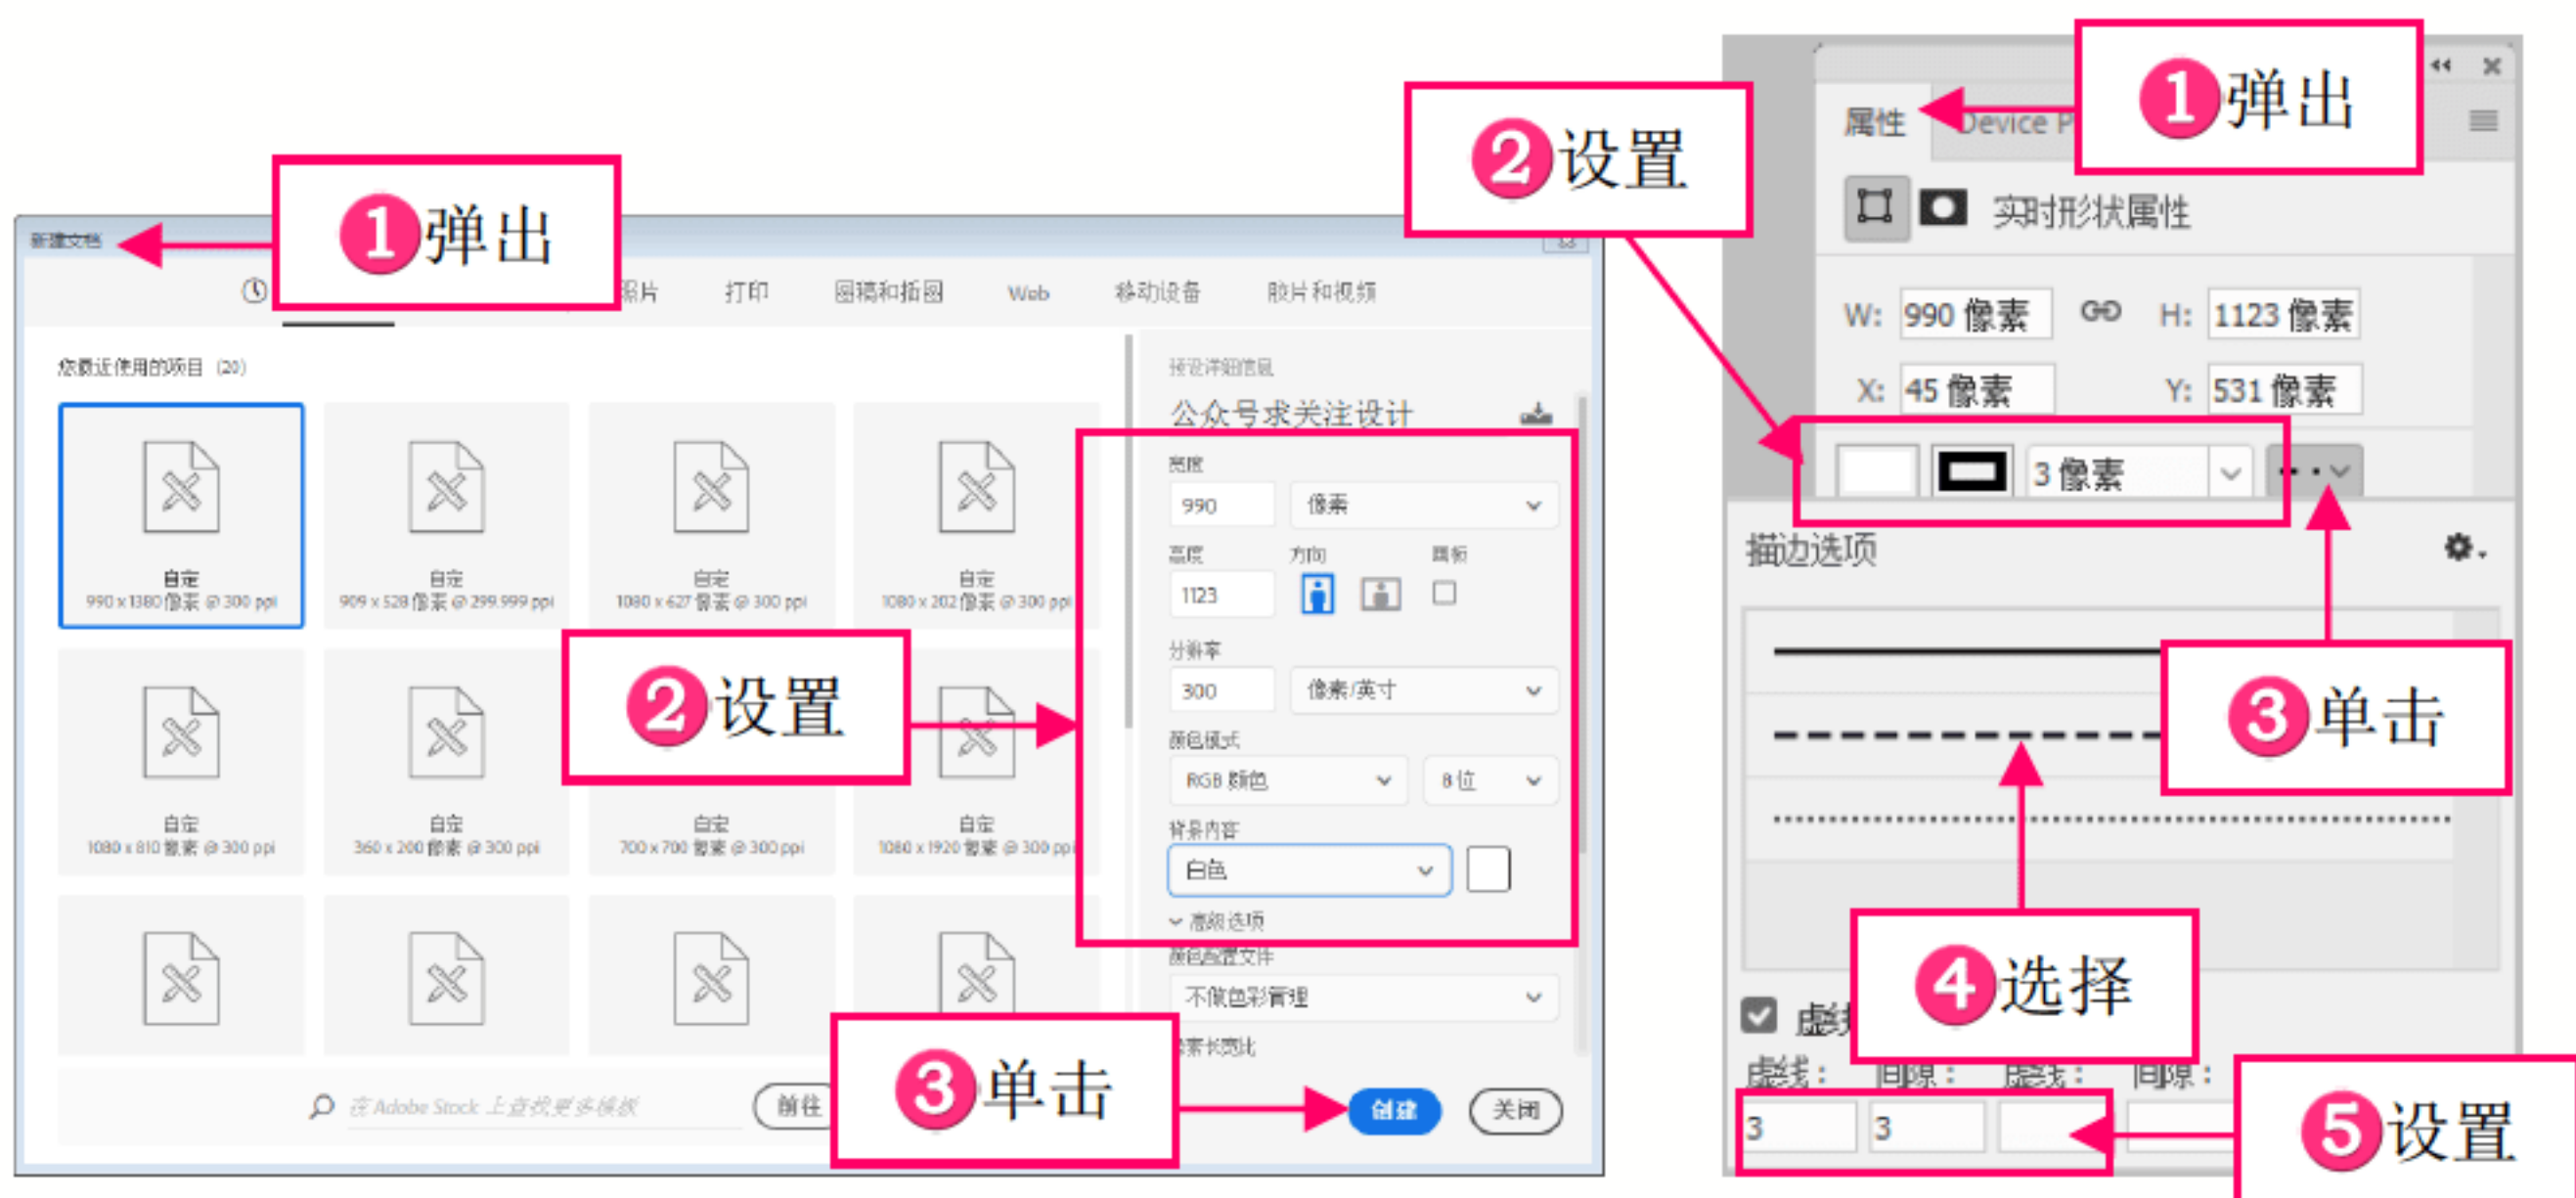 ❶弹出
新建文档
照片
打印
图稿和插图
Web
移动设备
胶片和视频
您最近使用的项目 (20)
自定
990 x 1380 像素 @ 300 ppi
自定
909 x 528 像素 @ 299.999 ppi
自定
1080 x 627 像素 @ 300 ppi
自定
1080 x 202 像素 @ 300 ppi
自定
1080 x 810 像素 @ 300 ppi
自定
360 x 200 像素 @ 300 ppi
自定
700 x 700 像素 @ 300 ppi
自定
1080 x 1920 像素 @ 300 ppi
❷设置
在 Adobe Stock 上查找更多模板
前往
预设详细信息
公众号求关注设计
宽度
990 像素
高度 方向 画板
1123
分辨率
300 像素/英寸
颜色模式
RGB 颜色 8 位
背景内容
白色
高级选项
颜色配置文件
不做色彩管理
像素长宽比
❸单击
创建
关闭
❶弹出
❷设置
属性
Device P
实时形状属性
W: 990 像素 H: 1123 像素
X: 45 像素 Y: 531 像素
3 像素
描边选项
❸单击
❹选择
虚线
虚线: 间隙: 虚线: 间隙:
3 3
❺设置